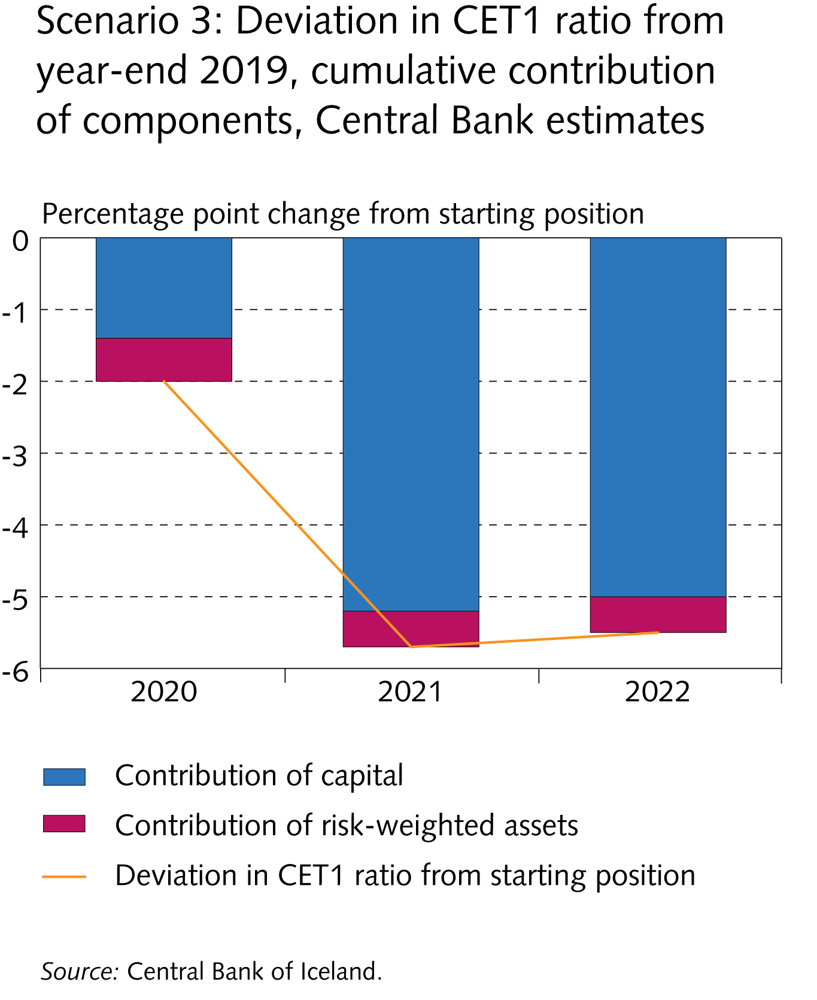 Scenario 3: Deviation in CET1 ratio from
year-end 2019, cumulative contribution
of components, Central Bank estimates
Percentage point change from starting position
0
-1
-2
-3
-4
-5
-6
2020 2021 2022
Contribution of capital
Contribution of risk-weighted assets
Deviation in CET1 ratio from starting position
Source: Central Bank of Iceland.